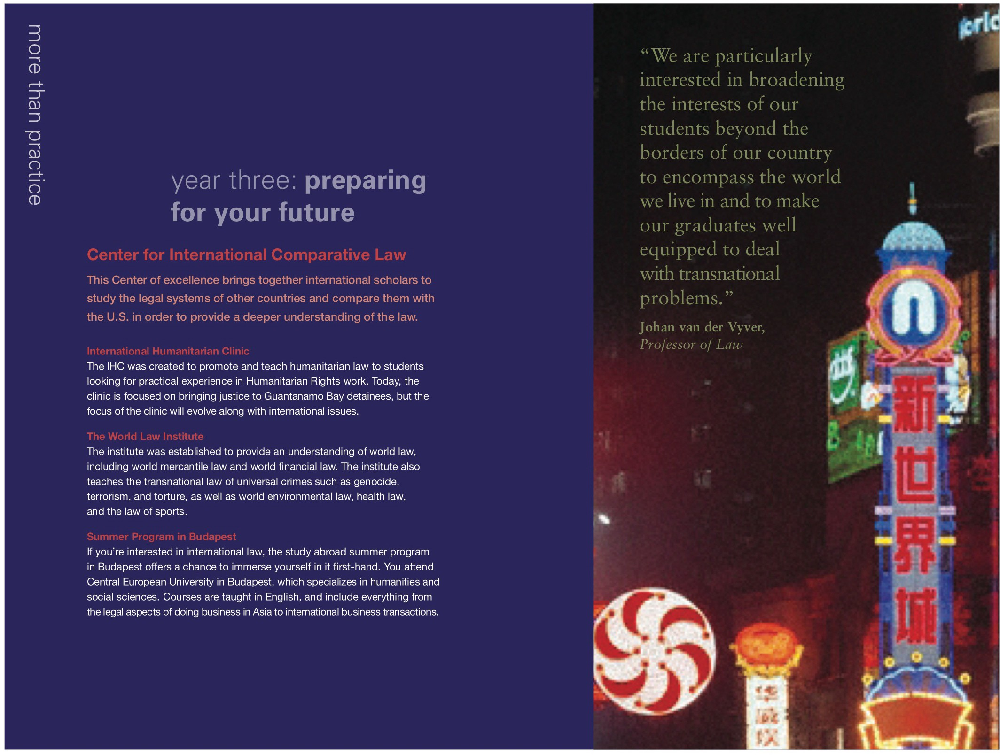 more than practice
year three: preparing
for your future
Center for International Comparative Law
This Center of excellence brings together international scholars to
study the legal systems of other countries and compare them with
the U.S. in order to provide a deeper understanding of the law.
International Humanitarian Clinic
The IHC was created to promote and teach humanitarian law to students
looking for practical experience in Humanitarian Rights work. Today, the
clinic is focused on bringing justice to Guantanamo Bay detainees, but the
focus of the clinic will evolve along with international issues.
The World Law Institute
The institute was established to provide an understanding of world law,
including world mercantile law and world financial law. The institute also
teaches the transnational law of universal crimes such as genocide,
terrorism, and torture, as well as world environmental law, health law,
and the law of sports.
Summer Program in Budapest
If you’re interested in international law, the study abroad summer program
in Budapest offers a chance to immerse yourself in it first-hand. You attend
Central European University in Budapest, which specializes in humanities and
social sciences. Courses are taught in English, and include everything from
the legal aspects of doing business in Asia to international business transactions.
“We are particularly
interested in broadening
the interests of our
students beyond the
borders of our country
to encompass the world
we live in and to make
our graduates well
equipped to deal
with transnational
problems.”
Johan van der Vyver,
Professor of Law
新世界城